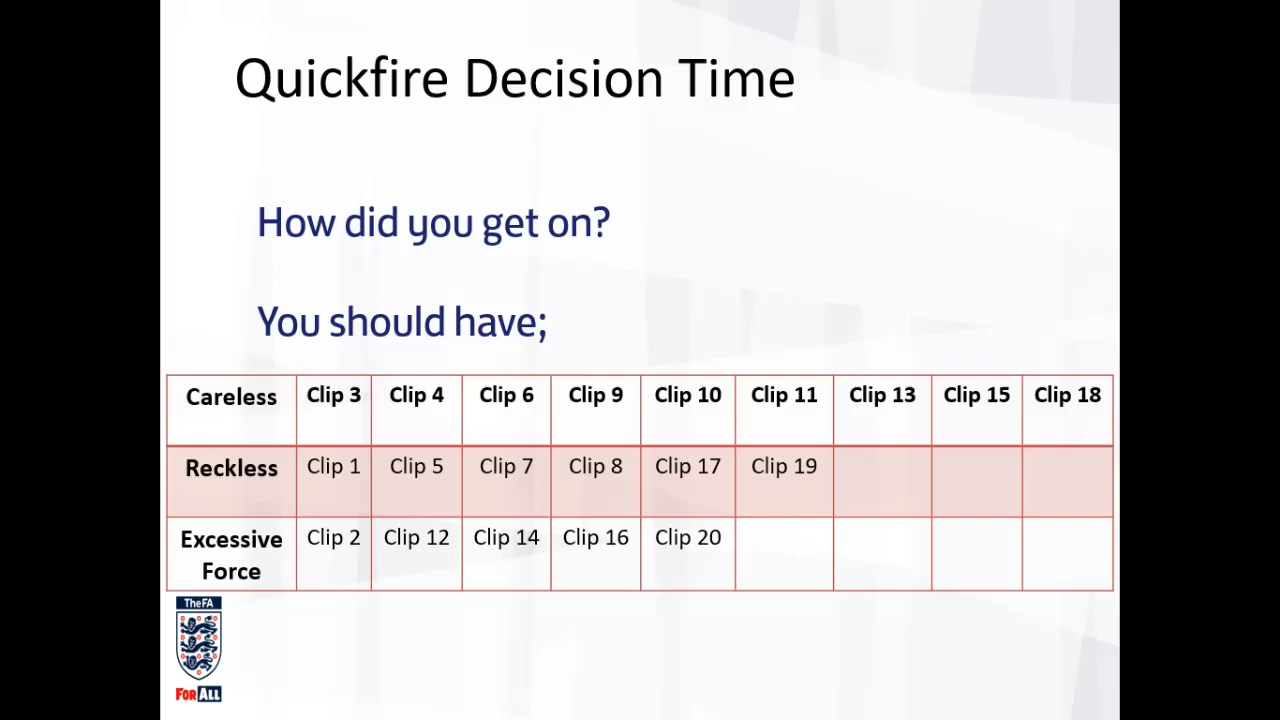 Quickfire Decision Time
How did you get on?
You should have;
Careless Clip 3 Clip 4 Clip 6 Clip 9 Clip 10 Clip 11 Clip 13 Clip 15 Clip 18
Reckless Clip 1 Clip 5 Clip 7 Clip 8 Clip 17 Clip 19
Excessive Force Clip 2 Clip 12 Clip 14 Clip 16 Clip 20
TheFA
FOR ALL